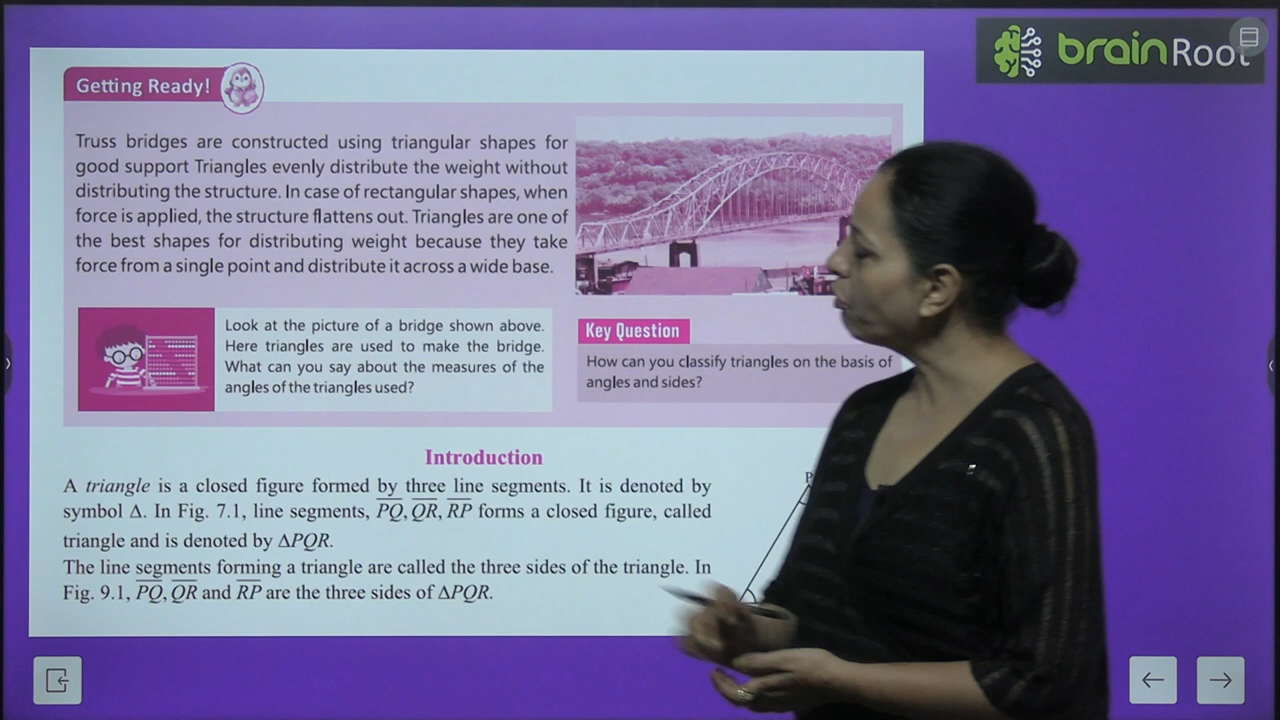 brainRoot
Getting Ready!
Truss bridges are constructed using triangular shapes for
good support Triangles evenly distribute the weight without
distributing the structure. In case of rectangular shapes, when
force is applied, the structure flattens out. Triangles are one of
the best shapes for distributing weight because they take
force from a single point and distribute it across a wide base.
Look at the picture of a bridge shown above.
Here triangles are used to make the bridge.
What can you say about the measures of the
angles of the triangles used?
Key Question
How can you classify triangles on the basis of
angles and sides?
Introduction
A triangle is a closed figure formed by three line segments. It is denoted by
symbol Δ. In Fig. 7.1, line segments, P̅Q̅, Q̅R̅, R̅P̅ forms a closed figure, called
triangle and is denoted by ΔPQR.
The line segments forming a triangle are called the three sides of the triangle. In
Fig. 9.1, P̅Q̅, Q̅R̅ and R̅P̅ are the three sides of ΔPQR.
P